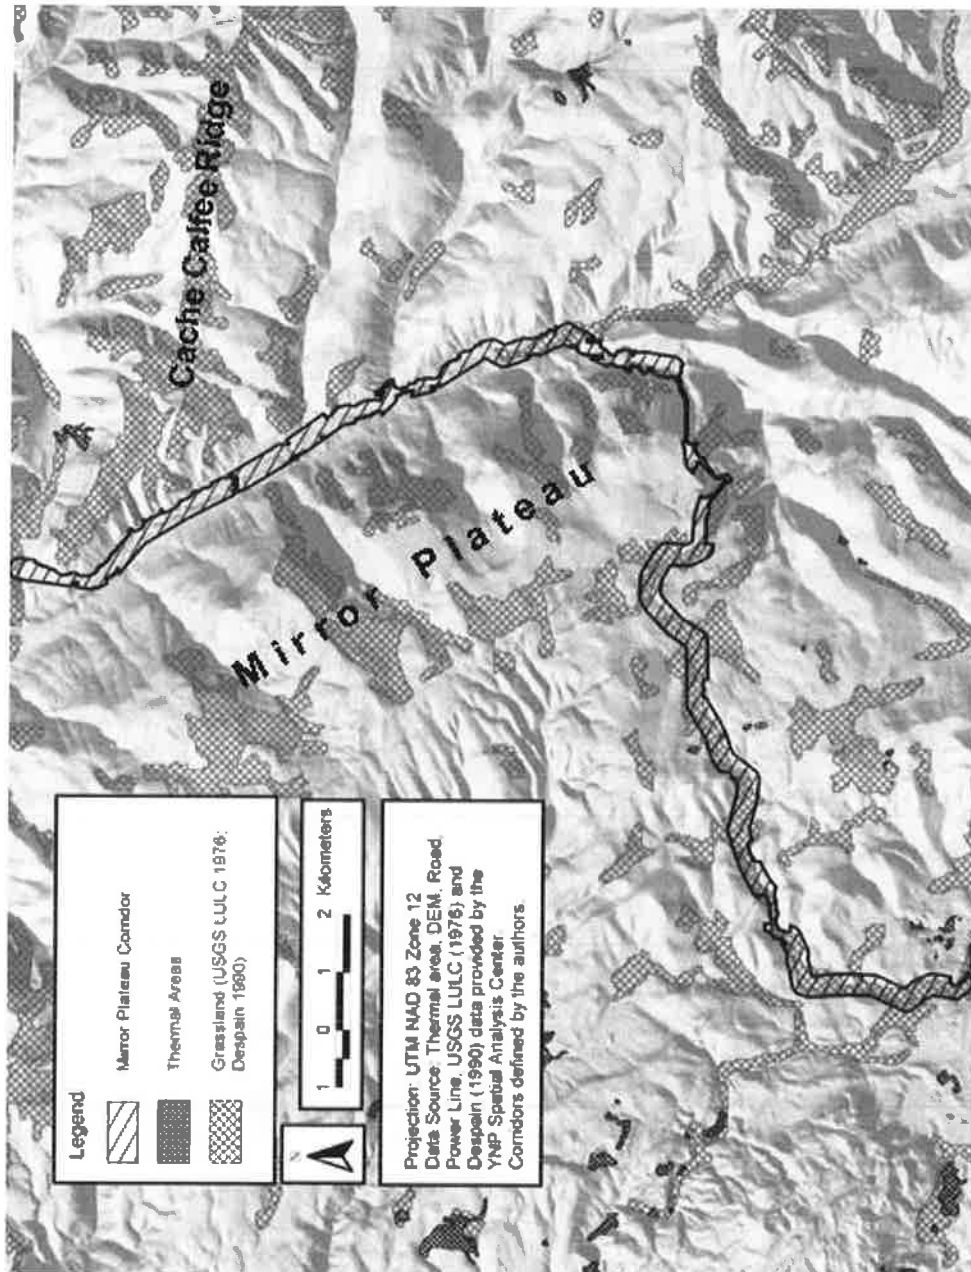 Cache Calfee Ridge
Mirror Plateau
Legend
Mirror Plateau Corridor
Thermal Areas
Grassland (USGS LULC 1976;
Despain 1990)
1 0 1 2 Kilometers
N
Projection: UTM NAD 83 Zone 12
Data Source: Thermal area, DEM, Road,
Power Line, USGS LULC (1976) and
Despain (1990) data provided by the
YNP Spatial Analysis Center.
Corridors defined by the authors.